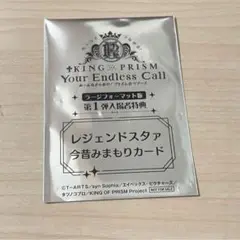 KING OF PRISM
Your Endless Call
み〜んなきらめけ!プリズム☆ツアーズ
ラージフォーマット版
第1弾入場者特典
レジェンドスタァ
今昔みまもりカード
©T-ARTS / syn Sophia / エイベックス・ピクチャーズ /
タツノコプロ / KING OF PRISM Project